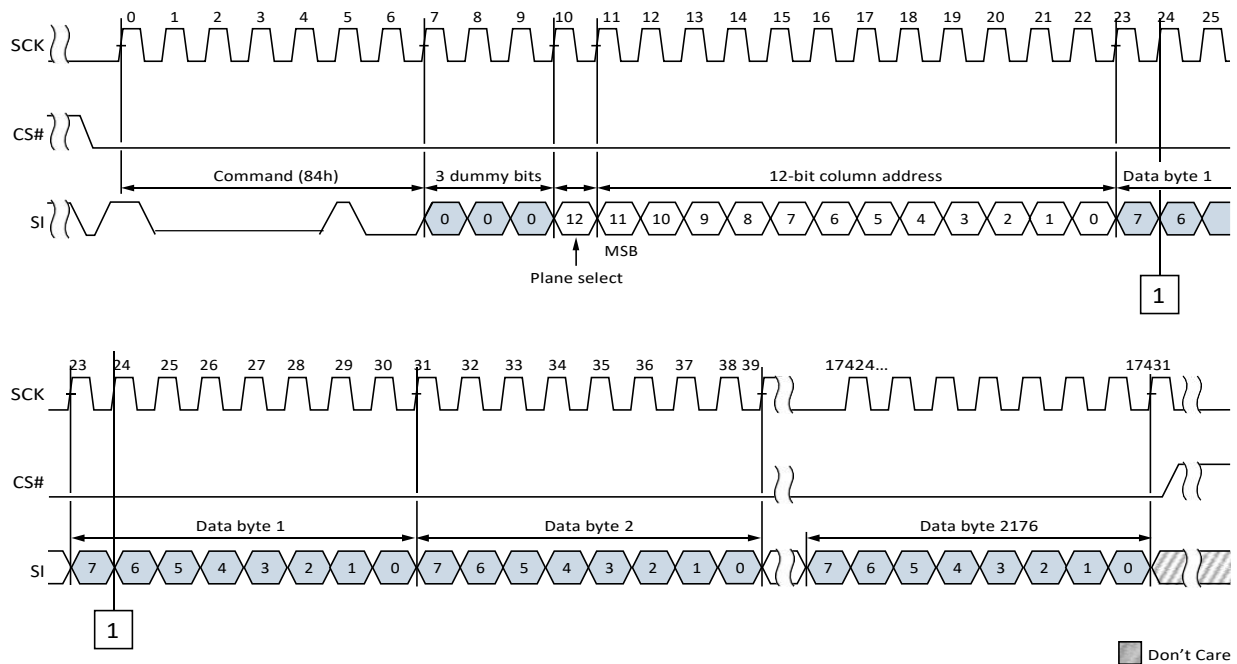 0 1 2 3 4 5 6 7 8 9 10 11 12 13 14 15 16 17 18 19 20 21 22 23 24 25
SCK
CS#
Command (84h) 3 dummy bits 12-bit column address Data byte 1
SI 0 0 0 12 11 10 9 8 7 6 5 4 3 2 1 0 7 6
MSB
Plane select
1
23 24 25 26 27 28 29 30 31 32 33 34 35 36 37 38 39 17424... 17431
SCK
CS#
Data byte 1 Data byte 2 Data byte 2176
SI 7 6 5 4 3 2 1 0 7 6 5 4 3 2 1 0 7 6 5 4 3 2 1 0
1
Don't Care